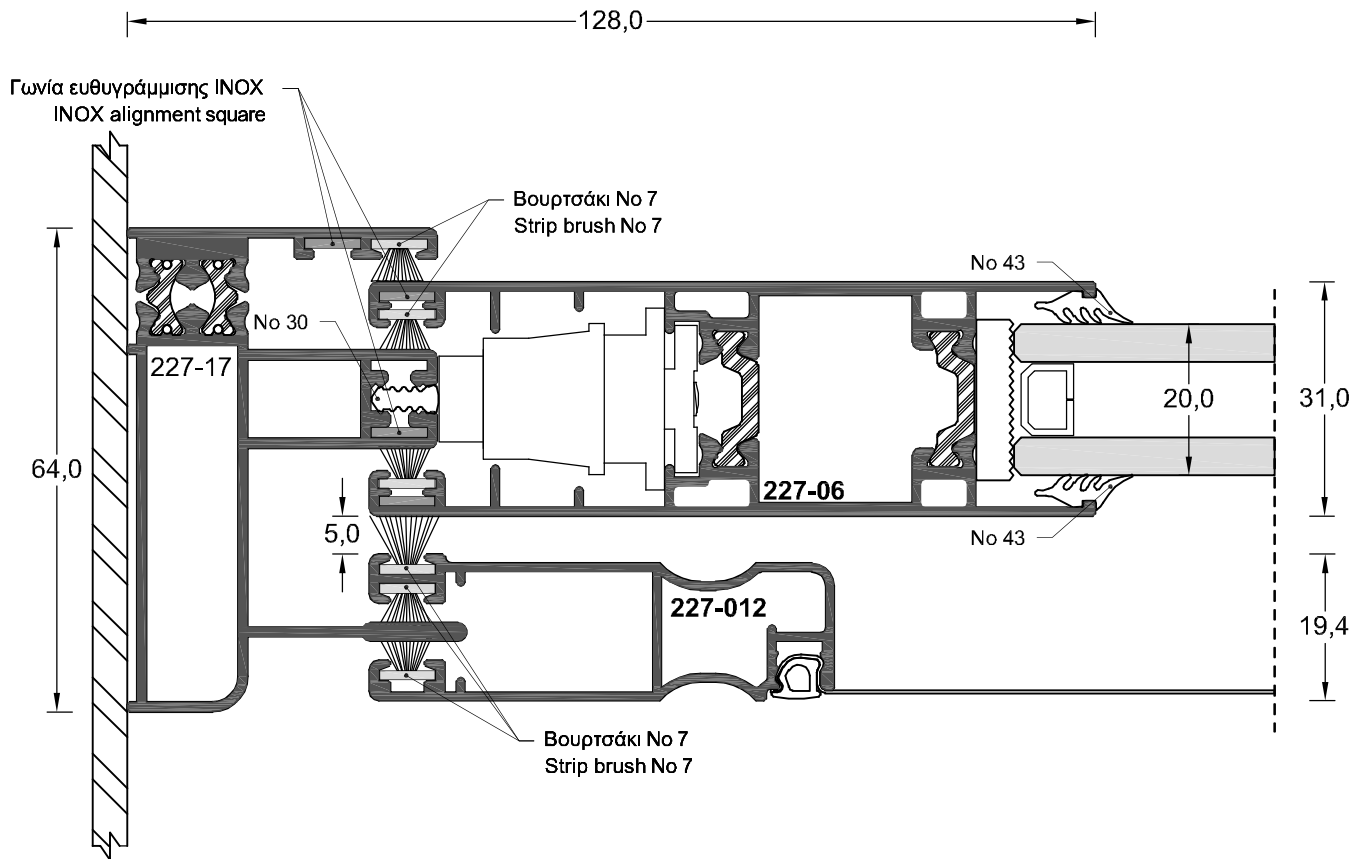 128,0
Γωνία ευθυγράμμισης INOX
INOX alignment square
Βουρτσάκι Νο 7
Strip brush No 7
No 43
No 30
227-17
64,0
20,0
31,0
227-06
5,0
No 43
227-012
19,4
Βουρτσάκι Νο 7
Strip brush No 7